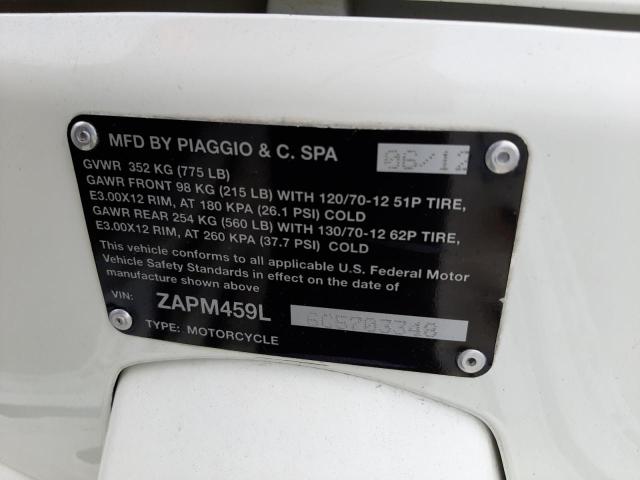 MFD BY PIAGGIO & C. SPA 06/12
GVWR 352 KG (775 LB)
GAWR FRONT 98 KG (215 LB) WITH 120/70-12 51P TIRE,
E3.00X12 RIM, AT 180 KPA (26.1 PSI) COLD
GAWR REAR 254 KG (560 LB) WITH 130/70-12 62P TIRE,
E3.00X12 RIM, AT 260 KPA (37.7 PSI) COLD
This vehicle conforms to all applicable U.S. Federal Motor
Vehicle Safety Standards in effect on the date of
manufacture shown above
VIN: ZAPM459L 6C5703348
TYPE: MOTORCYCLE